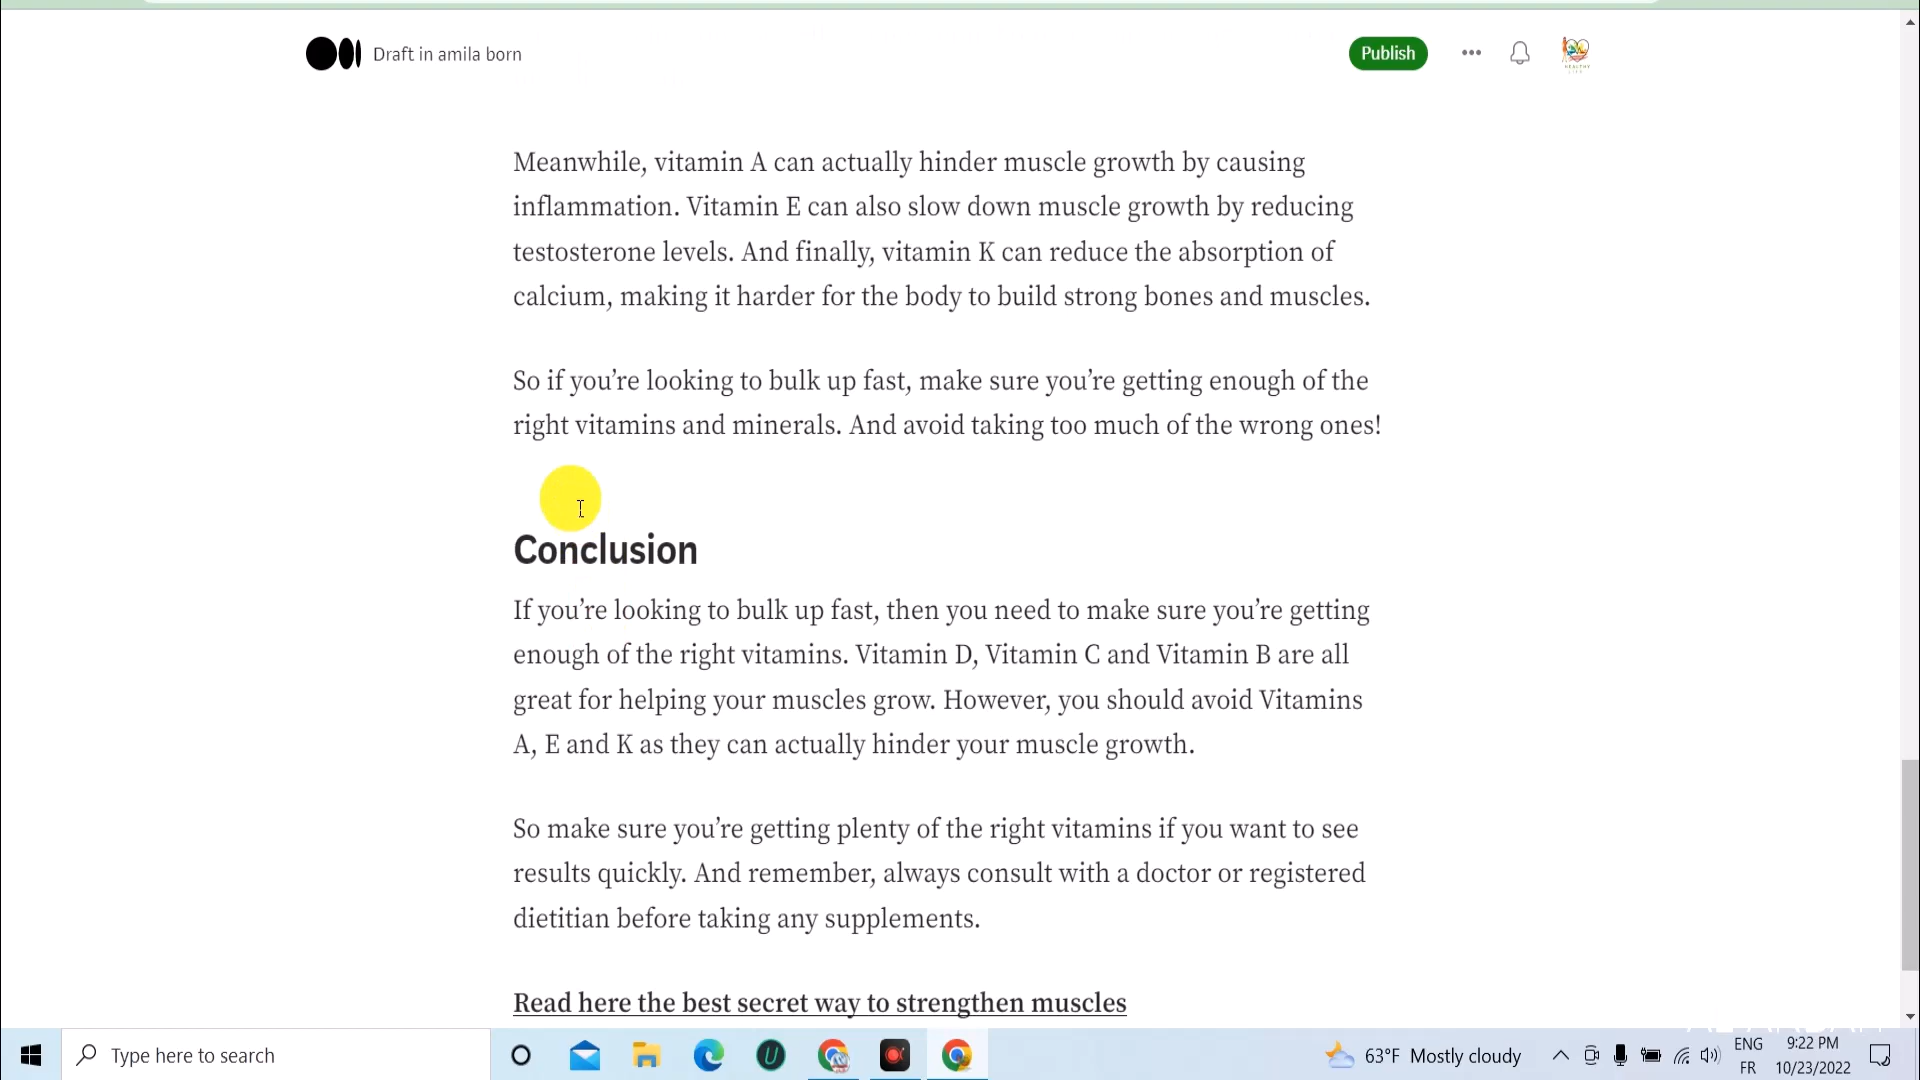 Draft in amila born
Publish
Meanwhile, vitamin A can actually hinder muscle growth by causing
inflammation. Vitamin E can also slow down muscle growth by reducing
testosterone levels. And finally, vitamin K can reduce the absorption of
calcium, making it harder for the body to build strong bones and muscles.
So if you’re looking to bulk up fast, make sure you’re getting enough of the
right vitamins and minerals. And avoid taking too much of the wrong ones!
Conclusion
If you’re looking to bulk up fast, then you need to make sure you’re getting
enough of the right vitamins. Vitamin D, Vitamin C and Vitamin B are all
great for helping your muscles grow. However, you should avoid Vitamins
A, E and K as they can actually hinder your muscle growth.
So make sure you’re getting plenty of the right vitamins if you want to see
results quickly. And remember, always consult with a doctor or registered
dietitian before taking any supplements.
Read here the best secret way to strengthen muscles
Type here to search
63°F Mostly cloudy
ENG
FR
9:22 PM
10/23/2022